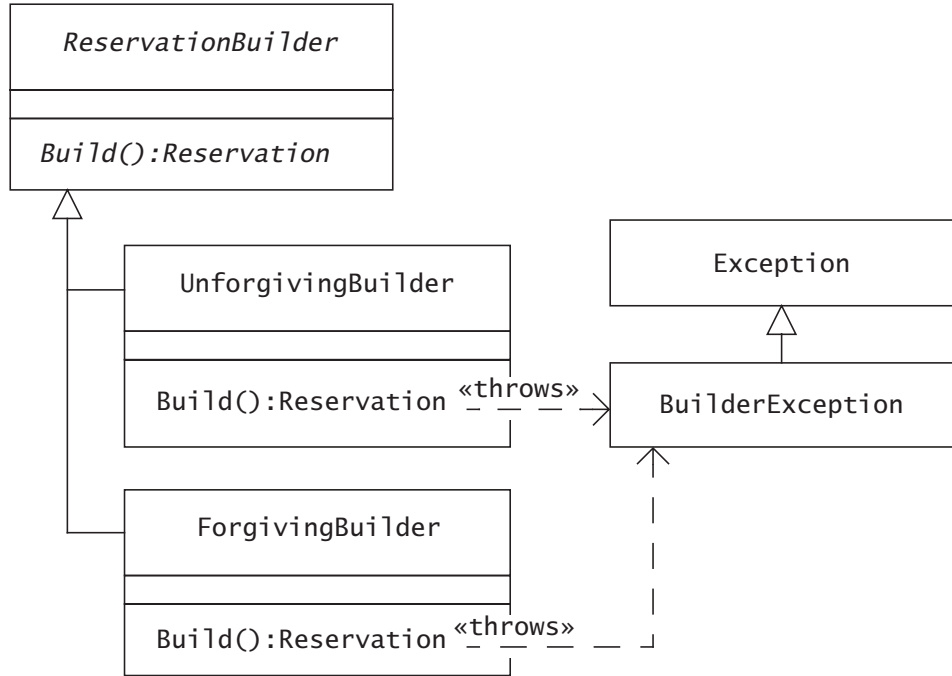 ReservationBuilder
Build():Reservation
UnforgivingBuilder
Build():Reservation
«throws»
Exception
BuilderException
ForgivingBuilder
Build():Reservation
«throws»